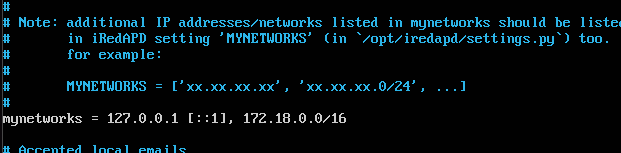 #
# Note: additional IP addresses/networks listed in mynetworks should be listed
#       in iRedAPD setting 'MYNETWORKS' (in `/opt/iredapd/settings.py`) too.
#       for example:
#
#       MYNETWORKS = ['xx.xx.xx.xx', 'xx.xx.xx.0/24', ...]
#
mynetworks = 127.0.0.1 [::1], 172.18.0.0/16
# Accepted local emails